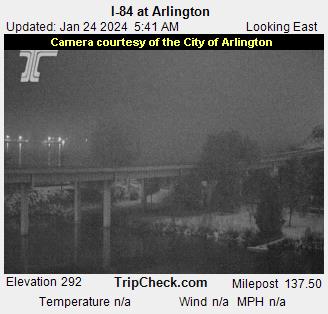 I-84 at Arlington
Updated: Jan 24 2024 5:41 AM Looking East
Camera courtesy of the City of Arlington
Elevation 292 TripCheck.com Milepost 137.50
Temperature n/a Wind n/a MPH n/a